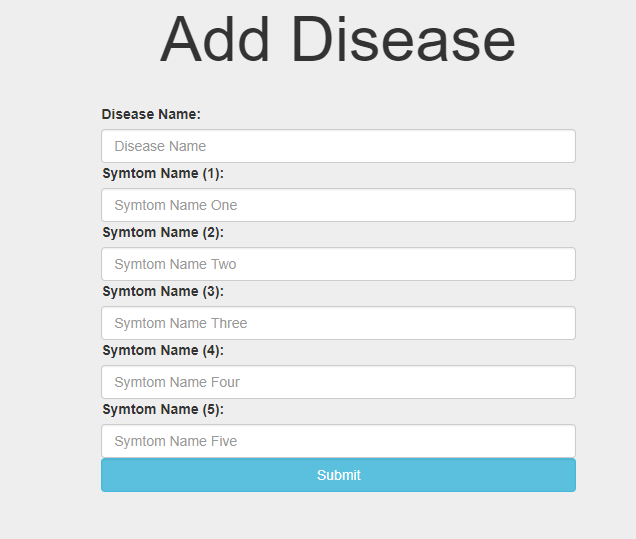 Add Disease
Disease Name:
Disease Name
Symtom Name (1):
Symtom Name One
Symtom Name (2):
Symtom Name Two
Symtom Name (3):
Symtom Name Three
Symtom Name (4):
Symtom Name Four
Symtom Name (5):
Symtom Name Five
Submit